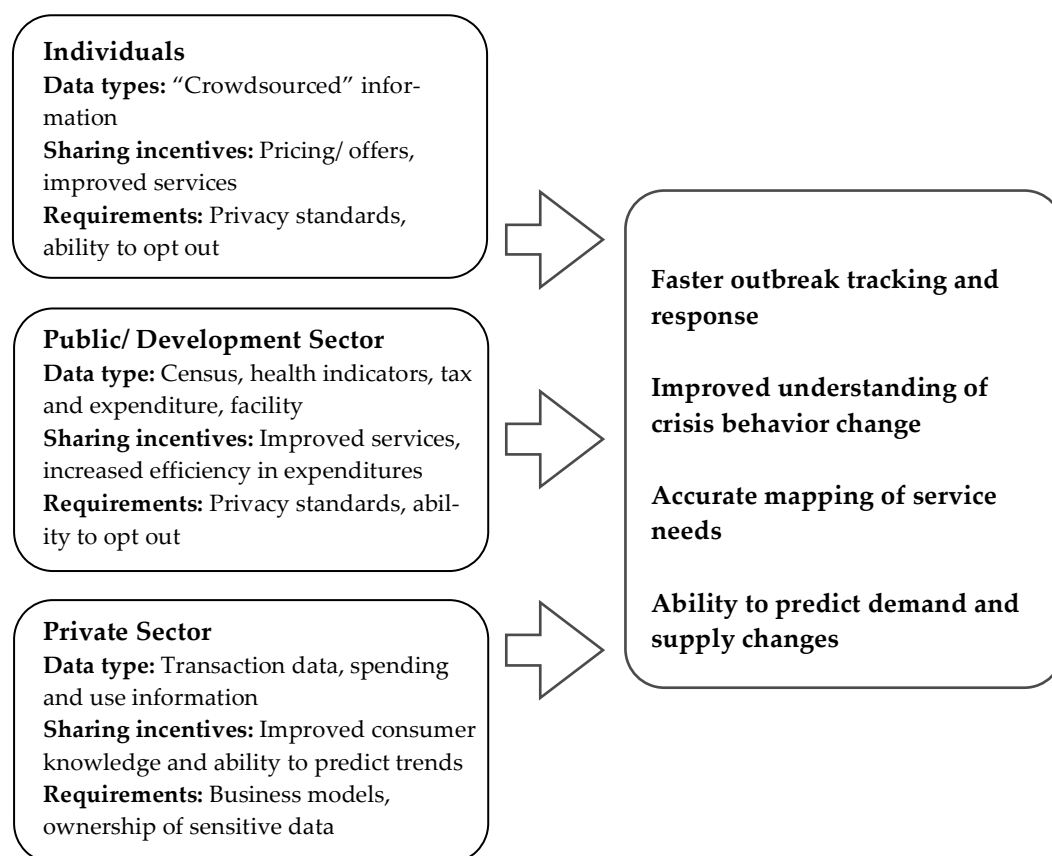 Individuals
Data types: “Crowdsourced” infor-
mation
Sharing incentives: Pricing/ offers,
improved services
Requirements: Privacy standards,
ability to opt out
Public/ Development Sector
Data type: Census, health indicators, tax
and expenditure, facility
Sharing incentives: Improved services,
increased efficiency in expenditures
Requirements: Privacy standards, abil-
ity to opt out
Private Sector
Data type: Transaction data, spending
and use information
Sharing incentives: Improved consumer
knowledge and ability to predict trends
Requirements: Business models,
ownership of sensitive data
Faster outbreak tracking and
response
Improved understanding of
crisis behavior change
Accurate mapping of service
needs
Ability to predict demand and
supply changes